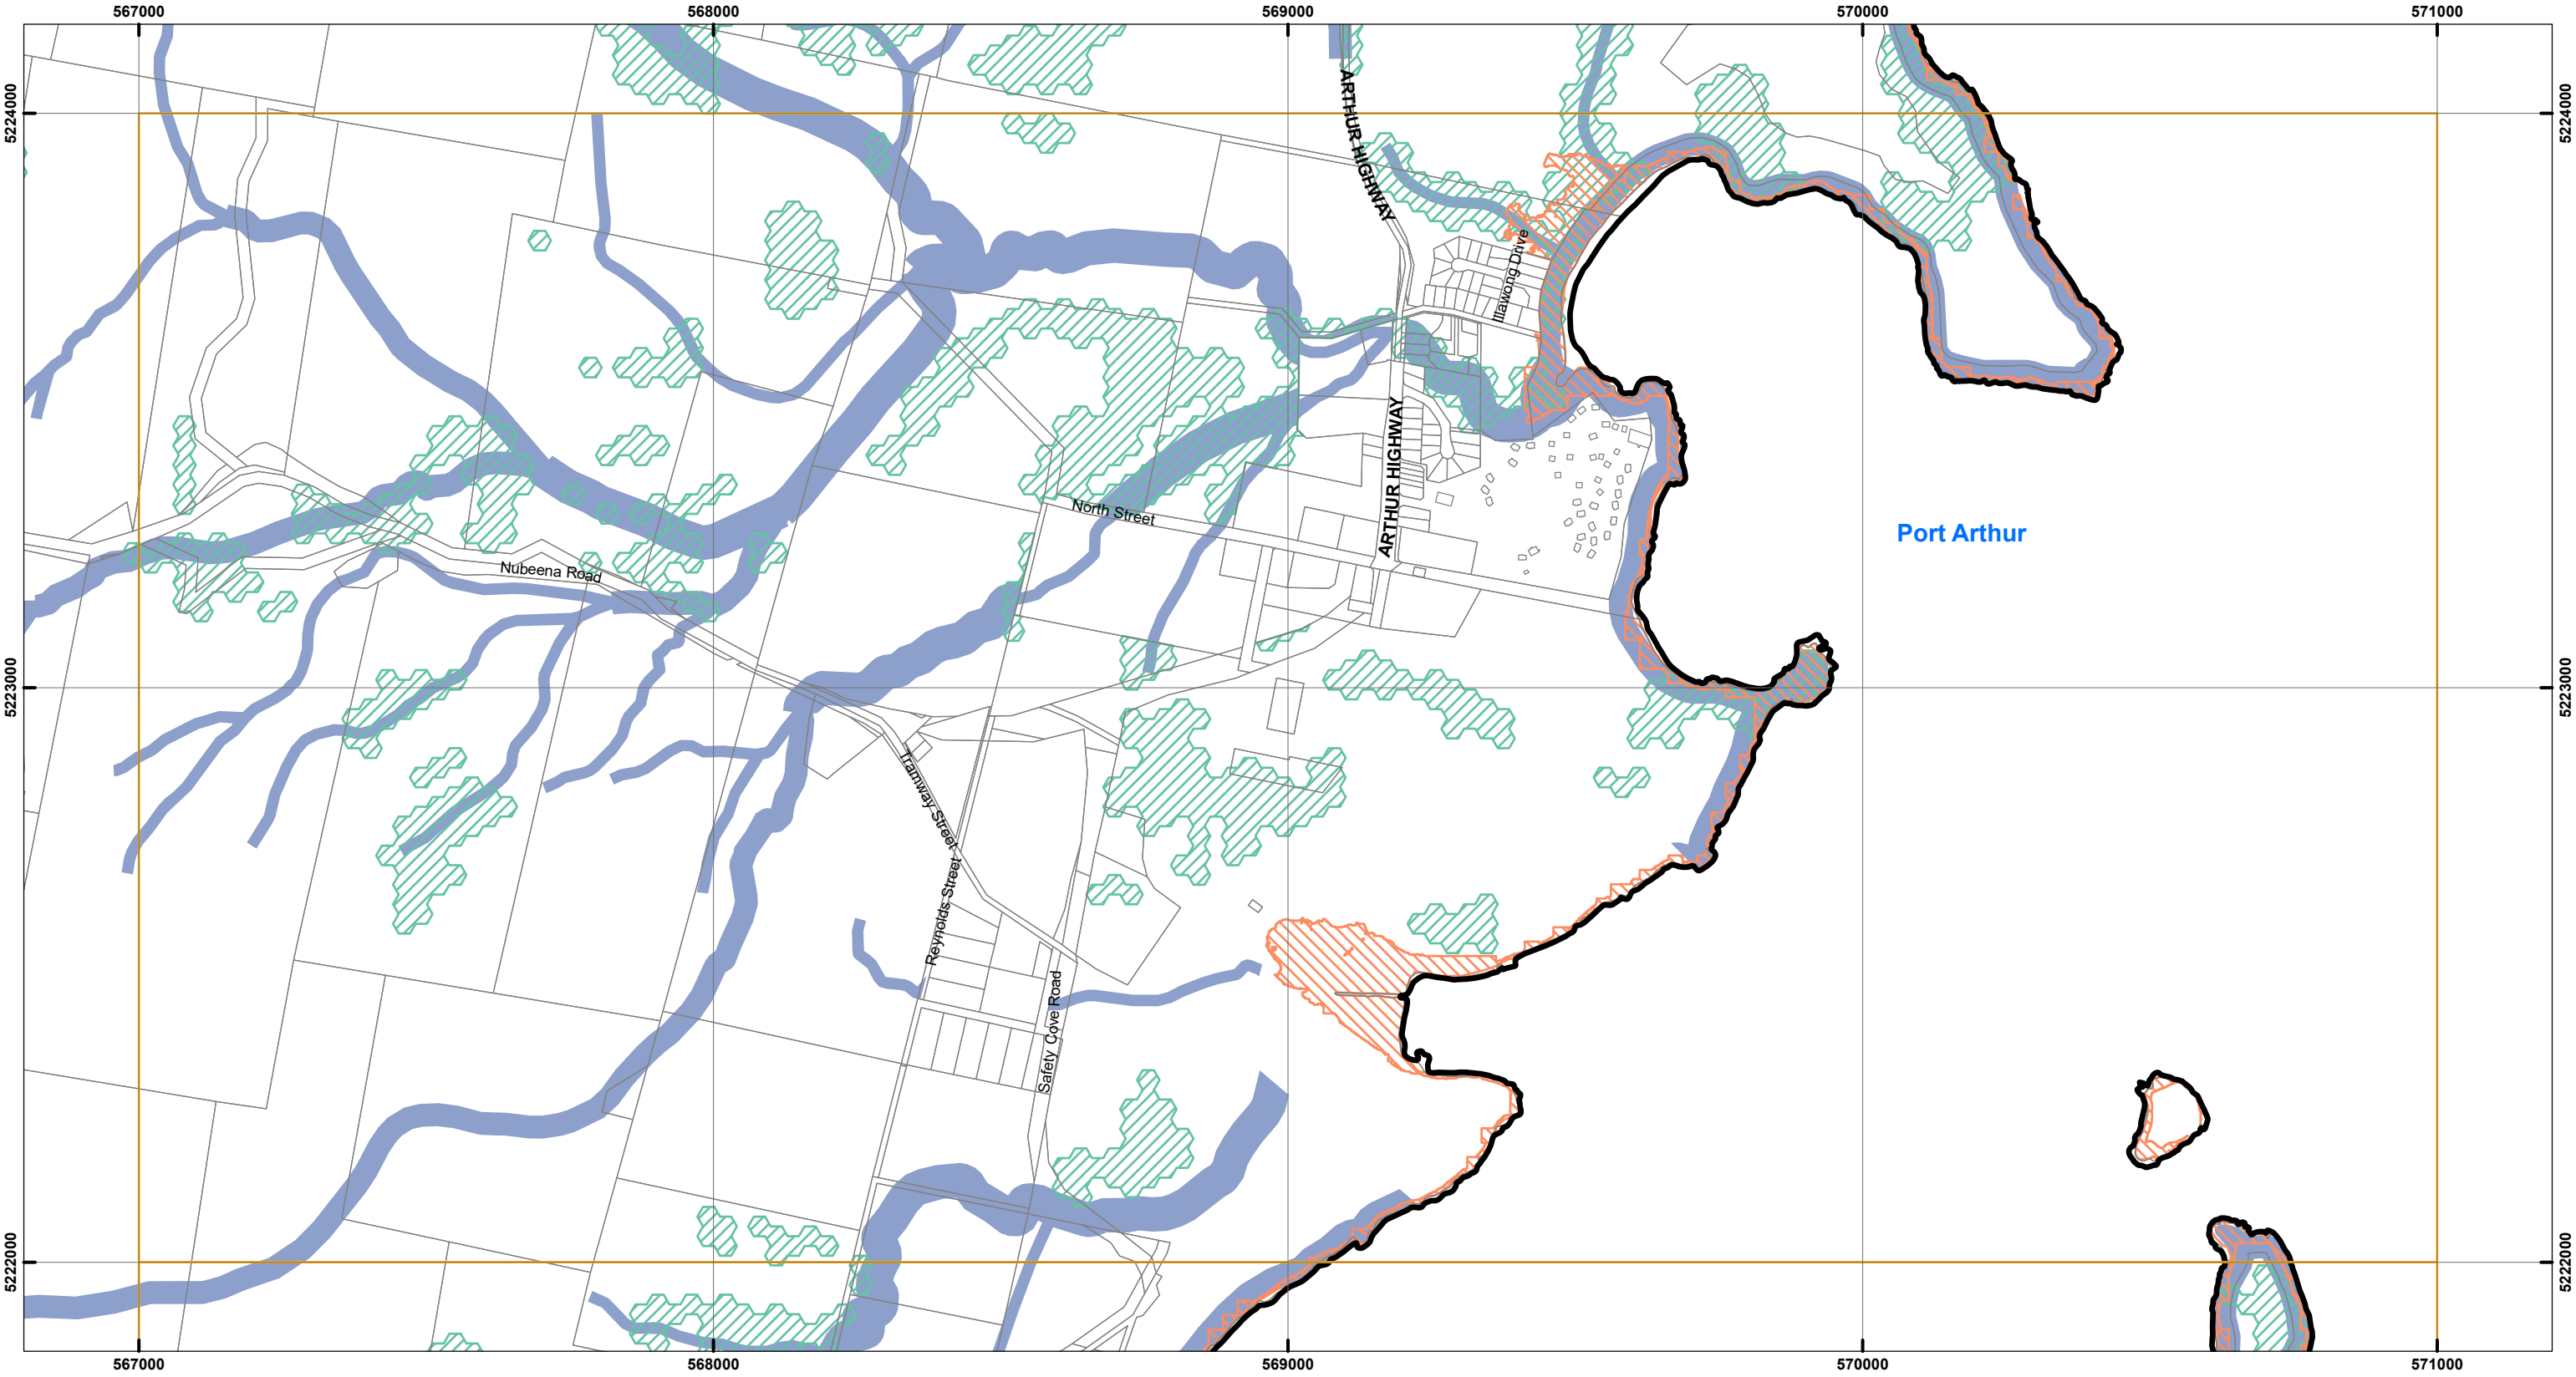 567000
568000
569000
570000
571000
5224000
5224000
ARTHUR HIGHWAY
Illawong Drive
ARTHUR HIGHWAY
North Street
Port Arthur
Nubeena Road
5223000
5223000
Tramway Street
Reynolds Street
Safety Cove Road
5222000
5222000
567000
568000
569000
570000
571000